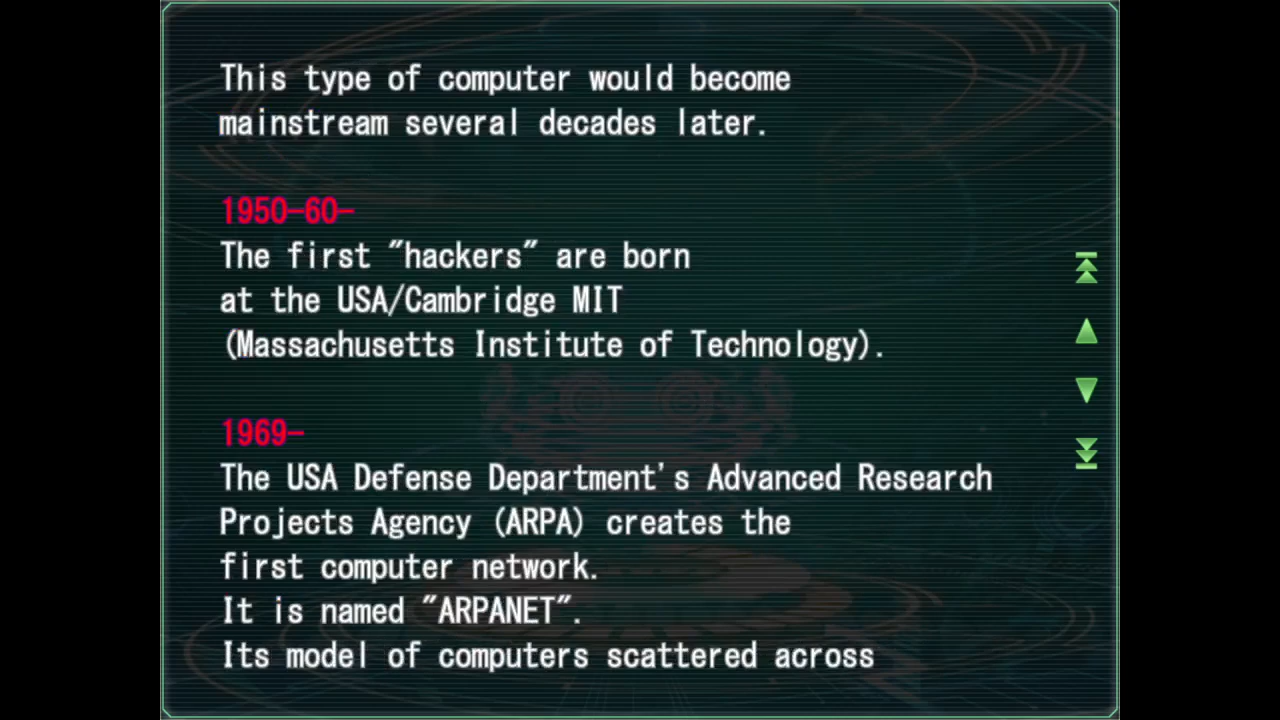 This type of computer would become
mainstream several decades later.
1950-60-
The first "hackers" are born
at the USA/Cambridge MIT
(Massachusetts Institute of Technology).
1969-
The USA Defense Department's Advanced Research
Projects Agency (ARPA) creates the
first computer network.
It is named "ARPANET".
Its model of computers scattered across